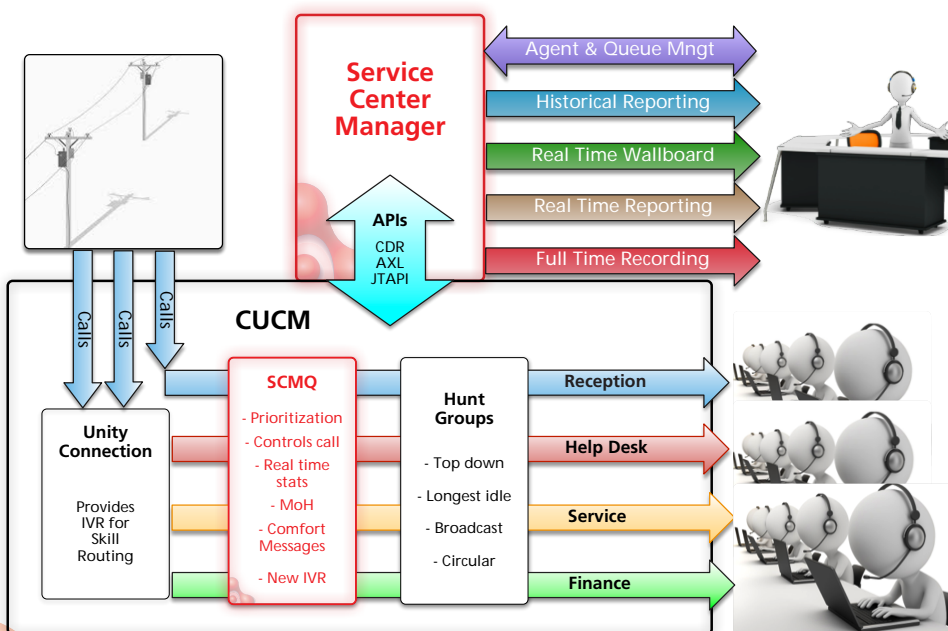 Service
Center
Manager
Agent & Queue Mngt
Historical Reporting
Real Time Wallboard
Real Time Reporting
Full Time Recording
APIs
CDR
AXL
JTAPI
Calls
Calls
Calls
CUCM
Unity
Connection
Provides
IVR for
Skill
Routing
SCMQ
- Prioritization
- Controls call
- Real time
stats
- MoH
- Comfort
Messages
- New IVR
Hunt
Groups
- Top down
- Longest idle
- Broadcast
- Circular
Reception
Help Desk
Service
Finance